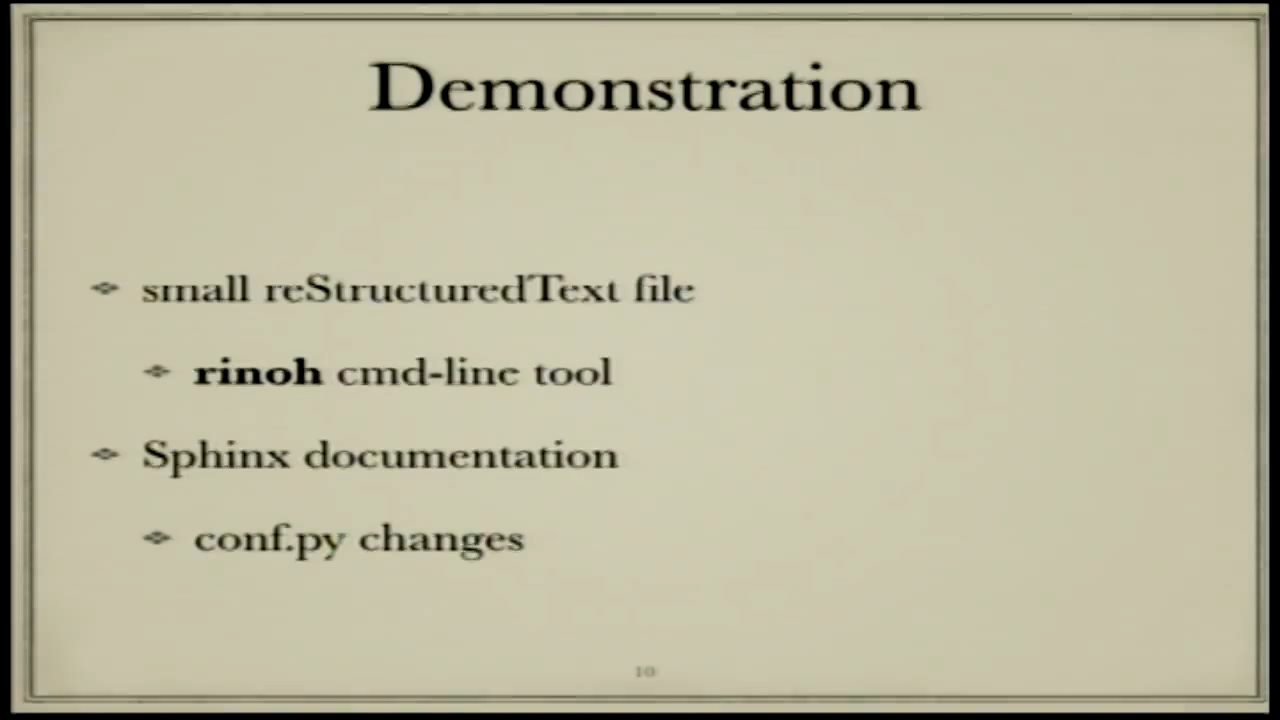 Demonstration
small reStructuredText file
rinoh cmd-line tool
Sphinx documentation
conf.py changes
10